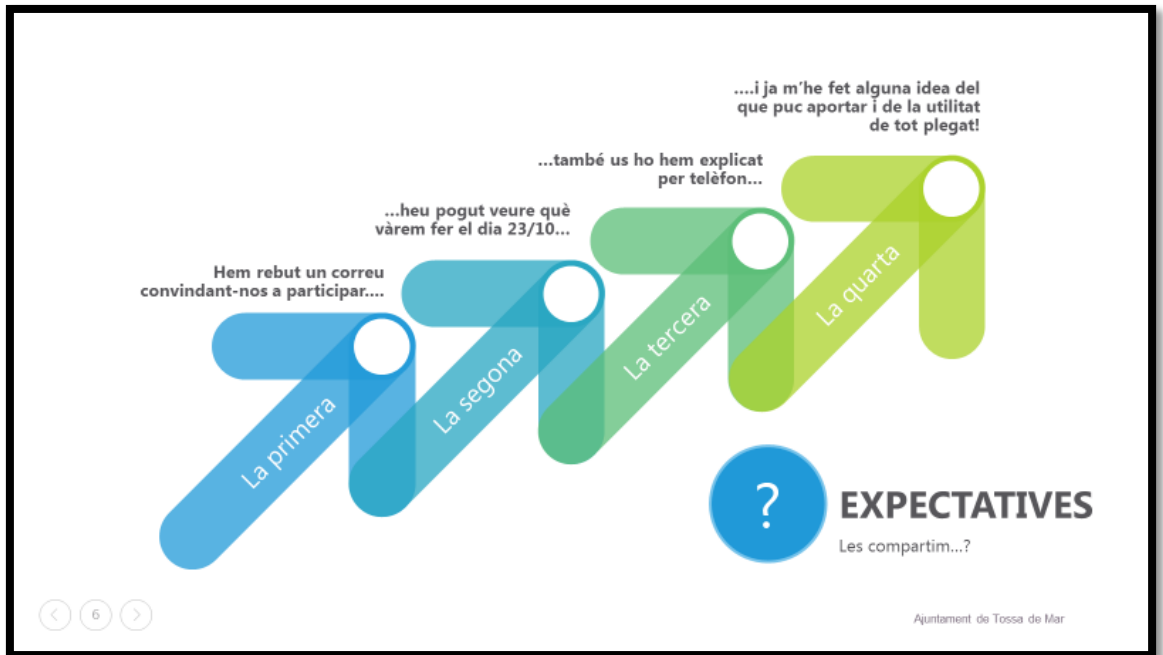 ....i ja m'he fet alguna idea del
que puc aportar i de la utilitat
de tot plegat!
...també us ho hem explicat
per telèfon...
...heu pogut veure què
vàrem fer el dia 23/10...
Hem rebut un correu
convindant-nos a participar....
La primera
La segona
La tercera
La quarta
?
EXPECTATIVES
Les compartim...?
6
Ajuntament de Tossa de Mar